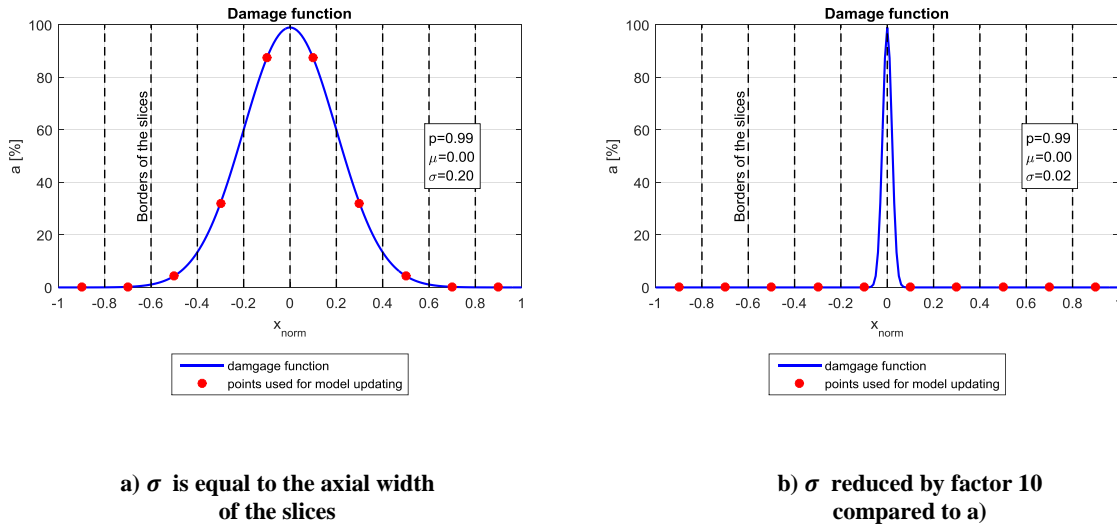 Damage function
100
80
60
40
20
0
a [%]
Borders of the slices
p=0.99
μ=0.00
σ=0.20
-1 -0.8 -0.6 -0.4 -0.2 0 0.2 0.4 0.6 0.8 1
x_norm
damgage function
points used for model updating
a) σ is equal to the axial width
of the slices
Damage function
100
80
60
40
20
0
a [%]
Borders of the slices
p=0.99
μ=0.00
σ=0.02
-1 -0.8 -0.6 -0.4 -0.2 0 0.2 0.4 0.6 0.8 1
x_norm
damgage function
points used for model updating
b) σ reduced by factor 10
compared to a)